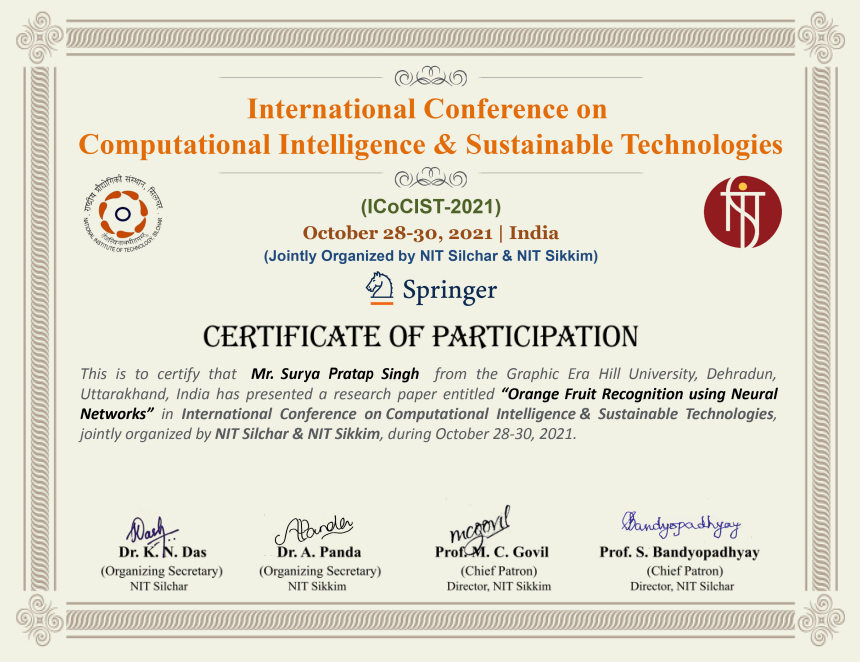 International Conference on
Computational Intelligence & Sustainable Technologies
राष्ट्रीय प्रौद्योगिकी संस्थान, सिलचर
NATIONAL INSTITUTE OF TECHNOLOGY, SILCHAR
(ICoCIST-2021)
October 28-30, 2021 | India
(Jointly Organized by NIT Silchar & NIT Sikkim)
Springer
CERTIFICATE OF PARTICIPATION
This is to certify that Mr. Surya Pratap Singh from the Graphic Era Hill University, Dehradun,
Uttarakhand, India has presented a research paper entitled “Orange Fruit Recognition using Neural
Networks” in International Conference on Computational Intelligence & Sustainable Technologies,
jointly organized by NIT Silchar & NIT Sikkim, during October 28-30, 2021.
Dash
APanda
mcgovil
Bandyopadhyay
Dr. K. N. Das
Dr. A. Panda
Prof. M. C. Govil
Prof. S. Bandyopadhyay
(Organizing Secretary)
(Organizing Secretary)
(Chief Patron)
(Chief Patron)
NIT Silchar
NIT Sikkim
Director, NIT Sikkim
Director, NIT Silchar